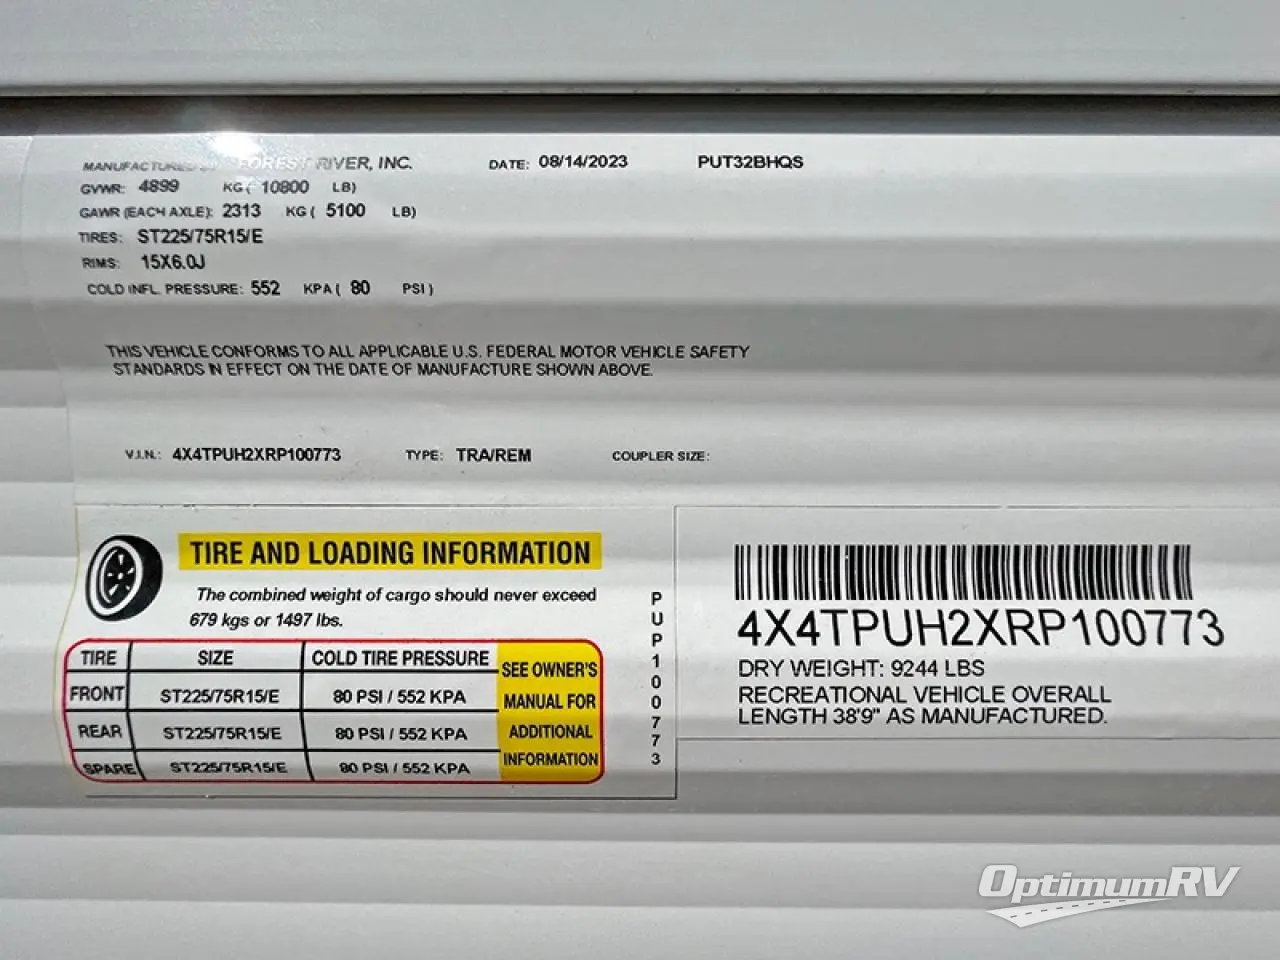 MANUFACTURED BY FOREST RIVER, INC. DATE: 08/14/2023 PUT32BHQS
GVWR: 4899 KG ( 10800 LB)
GAWR (EACH AXLE): 2313 KG ( 5100 LB)
TIRES: ST225/75R15/E
RIMS: 15X6.0J
COLD INFL. PRESSURE: 552 KPA ( 80 PSI )
THIS VEHICLE CONFORMS TO ALL APPLICABLE U.S. FEDERAL MOTOR VEHICLE SAFETY
STANDARDS IN EFFECT ON THE DATE OF MANUFACTURE SHOWN ABOVE.
V.I.N.: 4X4TPUH2XRP100773 TYPE: TRA/REM COUPLER SIZE:
TIRE AND LOADING INFORMATION
The combined weight of cargo should never exceed
679 kgs or 1497 lbs.
TIRE SIZE COLD TIRE PRESSURE
FRONT ST225/75R15/E 80 PSI / 552 KPA
REAR ST225/75R15/E 80 PSI / 552 KPA
SPARE ST225/75R15/E 80 PSI / 552 KPA
SEE OWNER'S
MANUAL FOR
ADDITIONAL
INFORMATION
PUP100773
4X4TPUH2XRP100773
DRY WEIGHT: 9244 LBS
RECREATIONAL VEHICLE OVERALL
LENGTH 38'9" AS MANUFACTURED.
OptimumRV